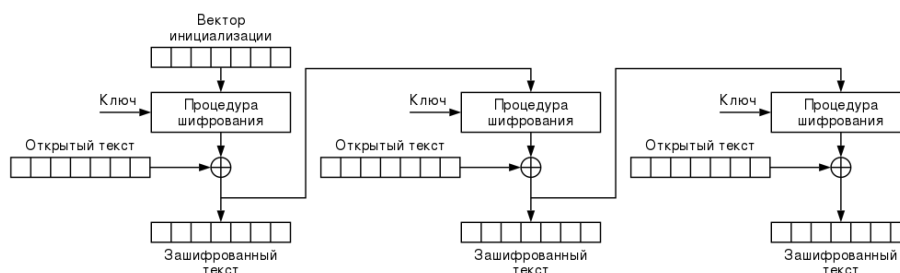 Вектор
инициализации
Ключ
Процедура
шифрования
Ключ
Процедура
шифрования
Ключ
Процедура
шифрования
Открытый текст
Открытый текст
Открытый текст
Зашифрованный
текст
Зашифрованный
текст
Зашифрованный
текст